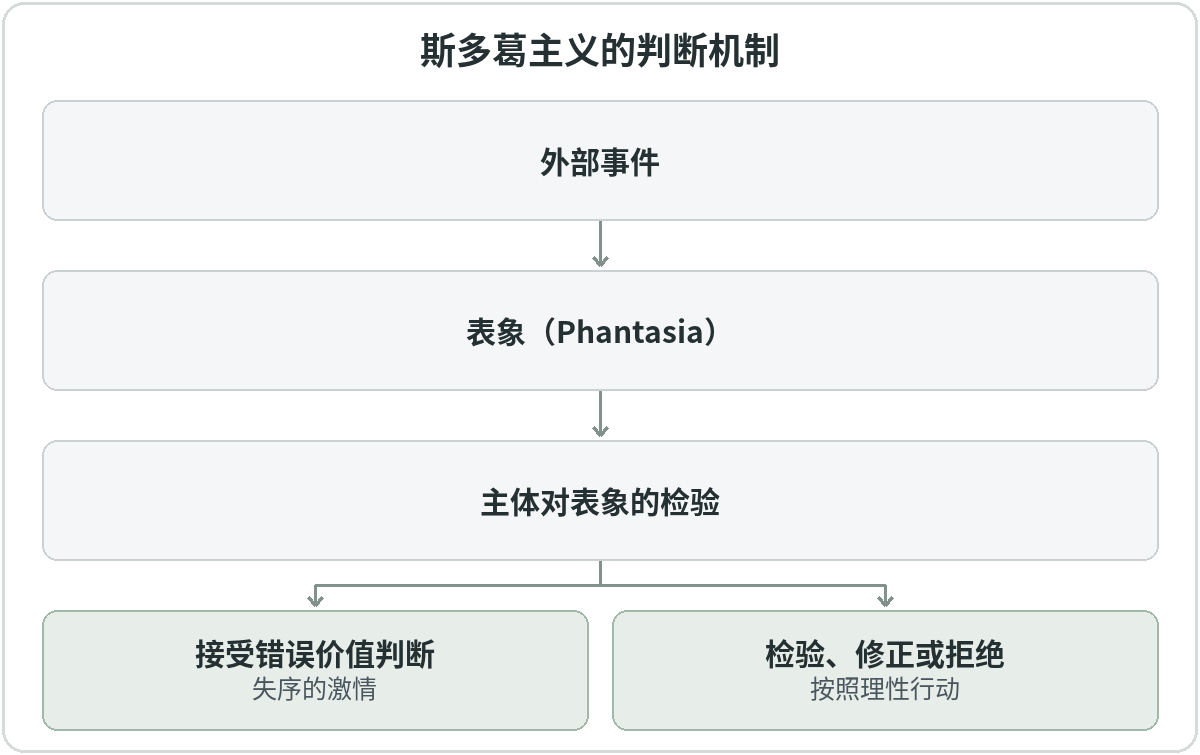 斯多葛主义的判断机制
外部事件
表象（Phantasia）
主体对表象的检验
接受错误价值判断
失序的激情
检验、修正或拒绝
按照理性行动